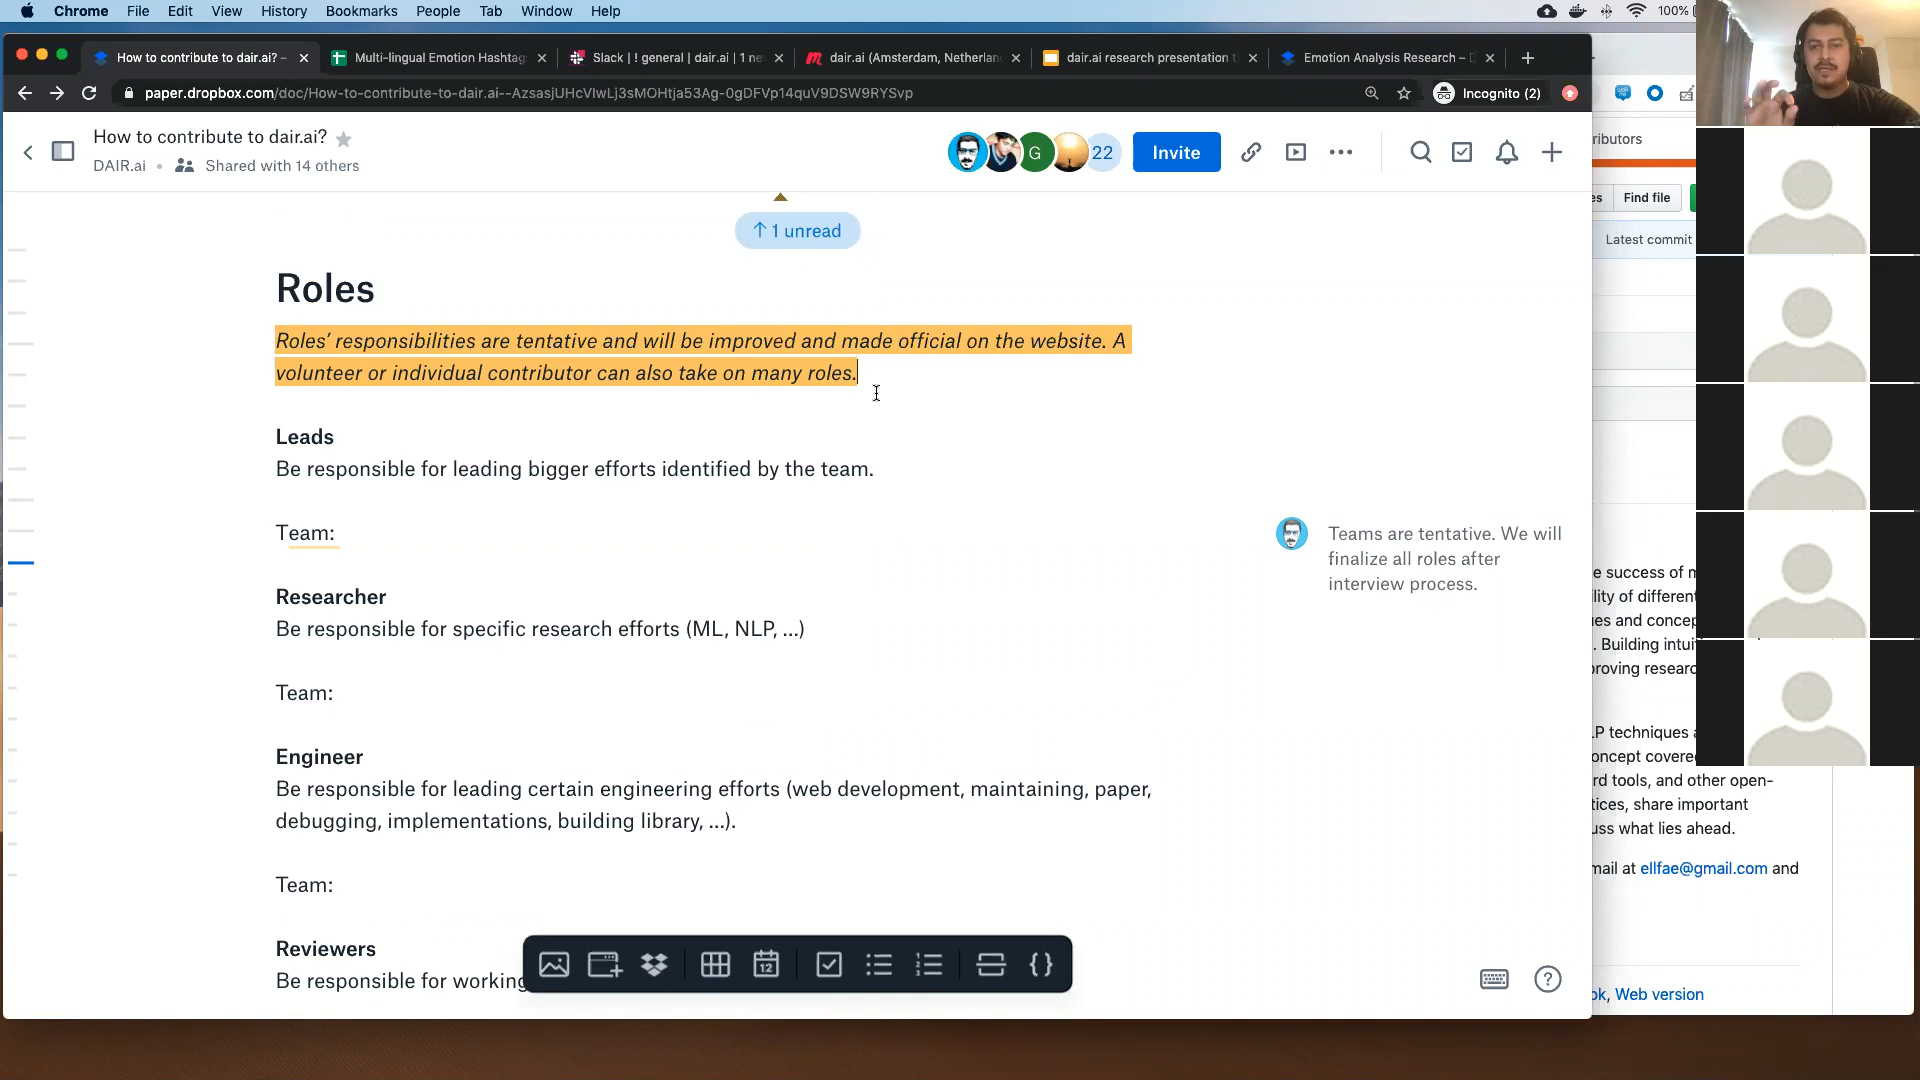 Chrome File Edit View History Bookmarks People Tab Window Help
100%
How to contribute to dair.ai? –
Multi-lingual Emotion Hashtag
Slack | ! general | dair.ai | 1 ne
dair.ai (Amsterdam, Netherlan
dair.ai research presentation t
Emotion Analysis Research –
paper.dropbox.com/doc/How-to-contribute-to-dair.ai--AzsasjUHcVIwLj3sMOHtja53Ag-0gDFVp14quV9DSW9RYSvp
Incognito (2)
How to contribute to dair.ai?
DAIR.ai • Shared with 14 others
G
22
Invite
ributors
es
Find file
Latest commit
↑ 1 unread
Roles
Roles’ responsibilities are tentative and will be improved and made official on the website. A
volunteer or individual contributor can also take on many roles.
Leads
Be responsible for leading bigger efforts identified by the team.
Team:
Teams are tentative. We will
finalize all roles after
interview process.
Researcher
Be responsible for specific research efforts (ML, NLP, ...)
Team:
Engineer
Be responsible for leading certain engineering efforts (web development, maintaining, paper,
debugging, implementations, building library, ...).
Team:
Reviewers
Be responsible for working
12
e success of m
ility of different
ues and concep
. Building intui
proving researc
LP techniques a
oncept covere
rd tools, and other open-
tices, share important
uss what lies ahead.
mail at ellfae@gmail.com and
ok, Web version